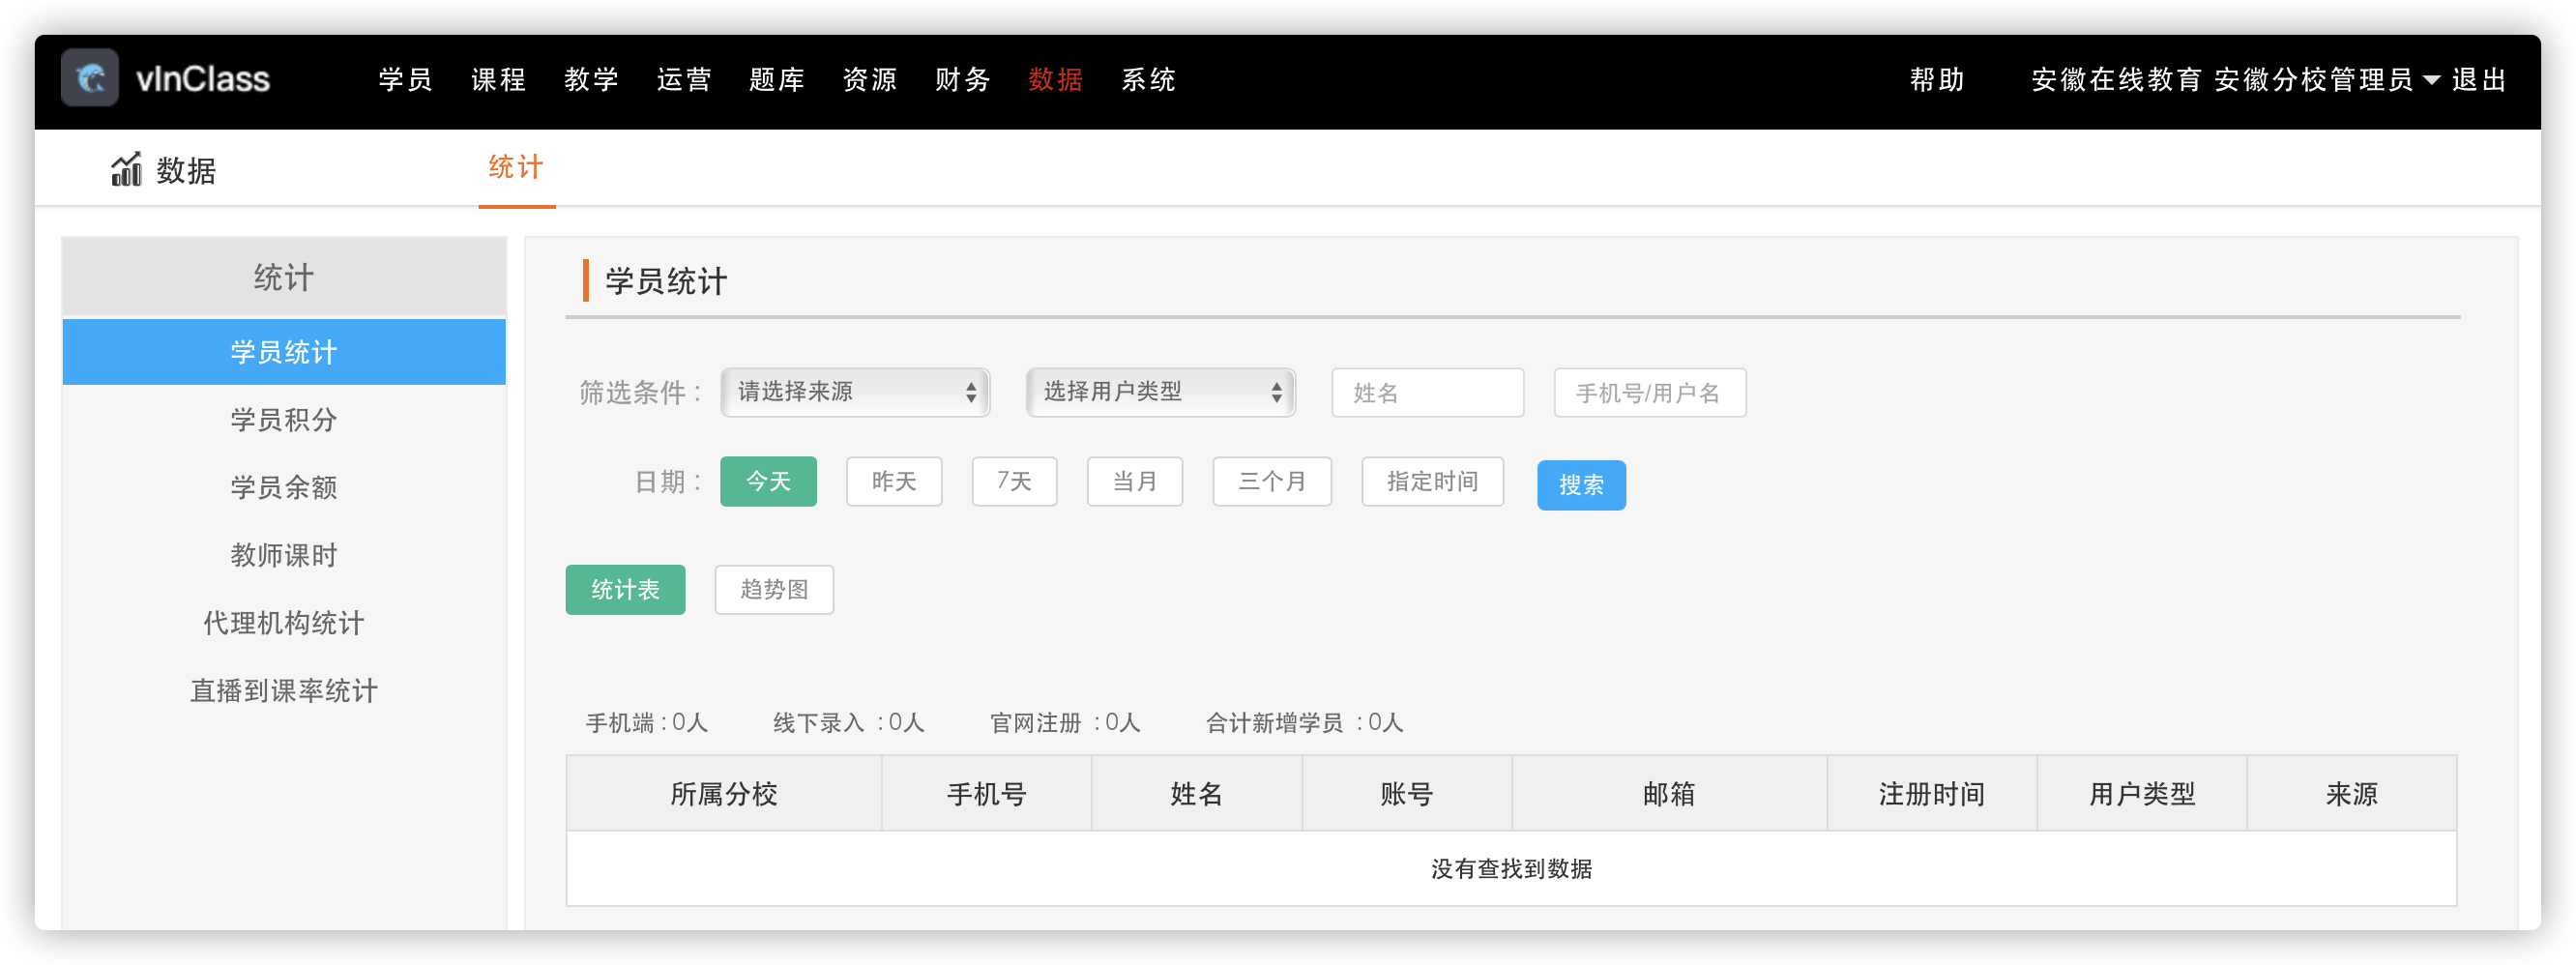 vInClass 学员 课程 教学 运营 题库 资源 财务 数据 系统 帮助 安徽在线教育 安徽分校管理员 退出
数据 统计
统计
学员统计
学员积分
学员余额
教师课时
代理机构统计
直播到课率统计
学员统计
筛选条件： 请选择来源 选择用户类型 姓名 手机号/用户名
日期： 今天 昨天 7天 当月 三个月 指定时间 搜索
统计表 趋势图
手机端：0人 线下录入 ：0人 官网注册 ：0人 合计新增学员 ：0人
所属分校 手机号 姓名 账号 邮箱 注册时间 用户类型 来源
没有查找到数据